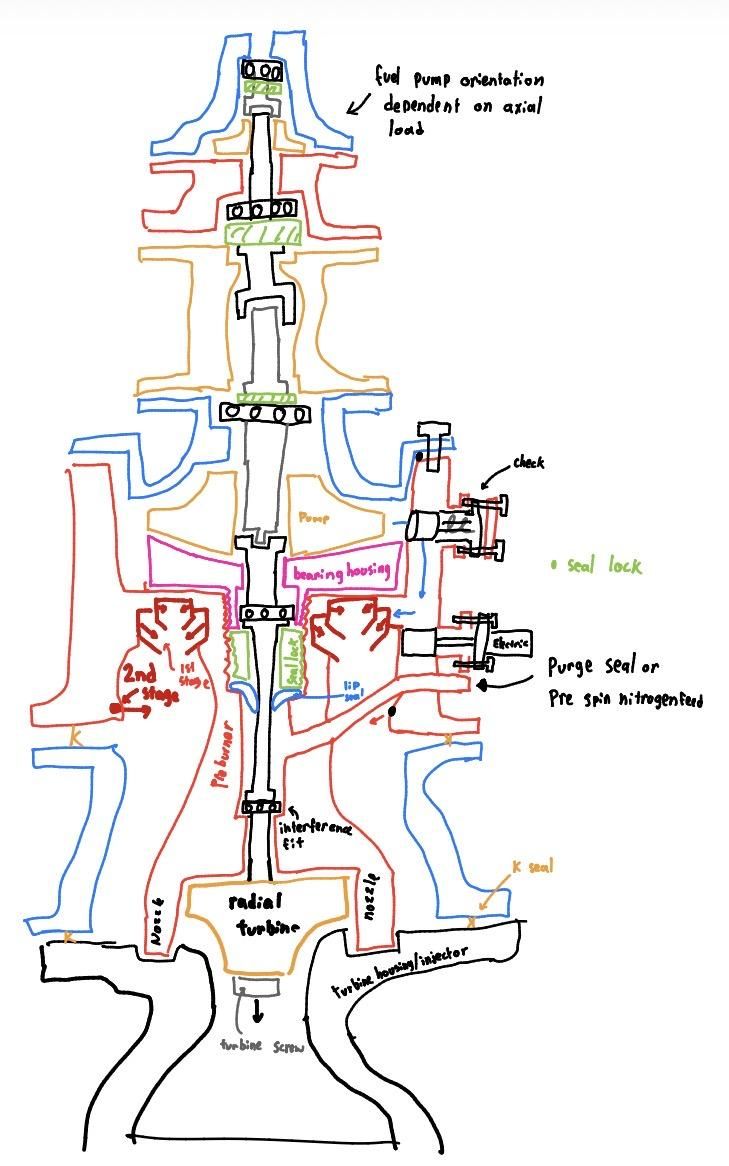 fuel pump orientation
dependent on axial
load
check
Pump
bearing housing
seal lock
Electric
1st
stage
2nd
stage
seal lock
lip
seal
Purge seal or
Pre spin nitrogen feed
K
Preburner
interference
fit
K seal
radial
turbine
Nozzle
nozzle
K
turbine housing/injector
turbine screw